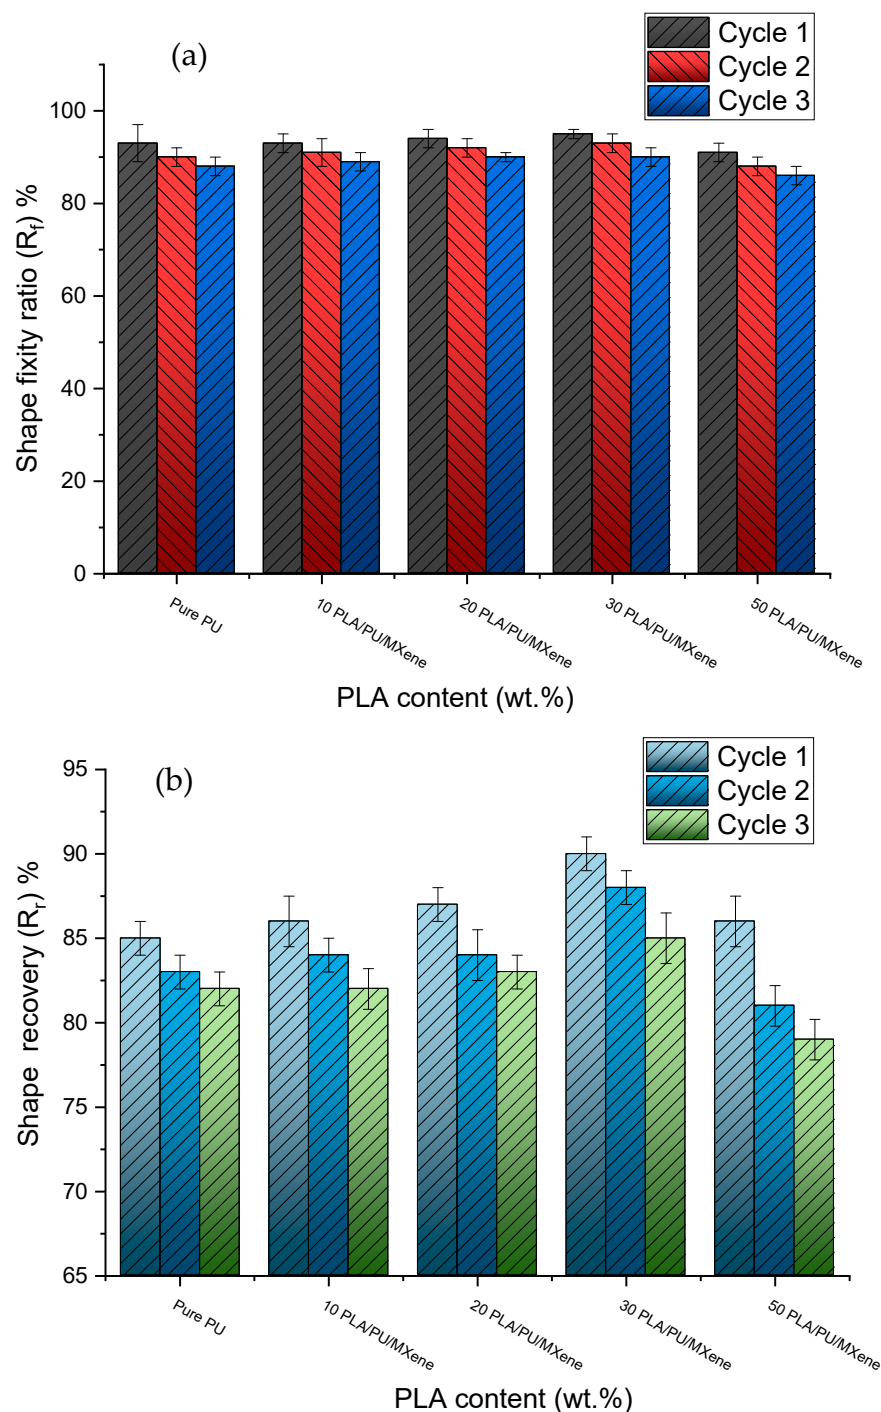 (a)
Cycle 1
Cycle 2
Cycle 3
Shape fixity ratio (R_f) %
100
80
60
40
20
0
Pure PU
10 PLA/PU/MXene
20 PLA/PU/MXene
30 PLA/PU/MXene
50 PLA/PU/MXene
PLA content (wt.%)
(b)
Cycle 1
Cycle 2
Cycle 3
Shape recovery (R_r) %
95
90
85
80
75
70
65
Pure PU
10 PLA/PU/MXene
20 PLA/PU/MXene
30 PLA/PU/MXene
50 PLA/PU/MXene
PLA content (wt.%)